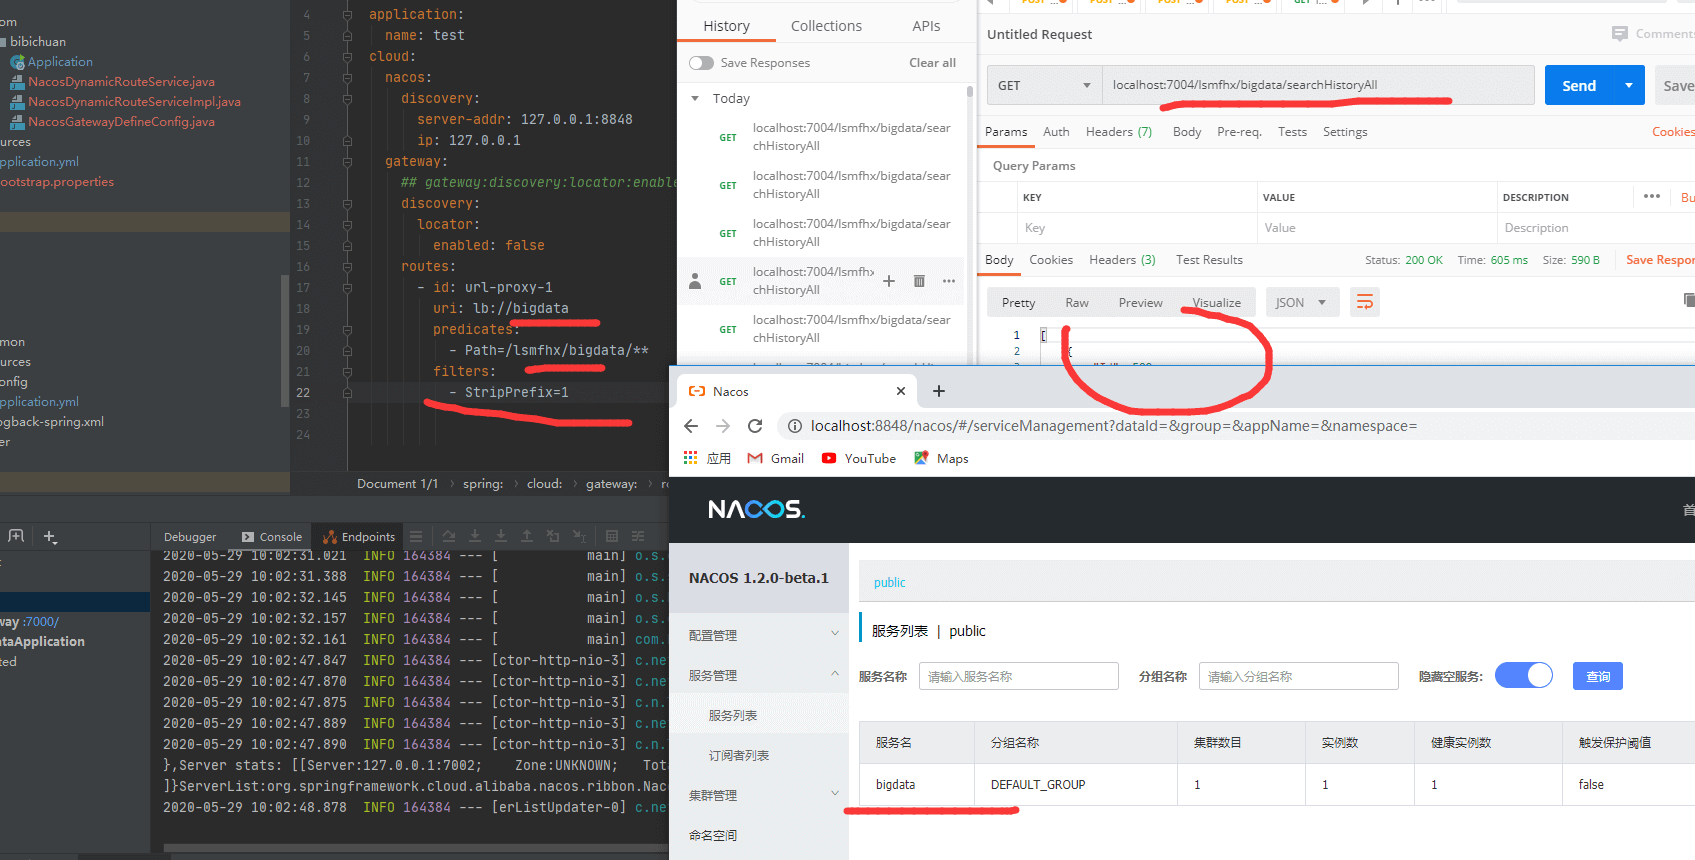 om
bibichuan
Application
NacosDynamicRouteService.java
NacosDynamicRouteServiceImpl.java
NacosGatewayDefineConfig.java
urces
pplication.yml
ootstrap.properties
mon
urces
onfig
pplication.yml
ogback-spring.xml
er
4 application:
5 name: test
6 cloud:
7 nacos:
8 discovery:
9 server-addr: 127.0.0.1:8848
10 ip: 127.0.0.1
11 gateway:
12 ## gateway:discovery:locator:enable
13 discovery:
14 locator:
15 enabled: false
16 routes:
17 - id: url-proxy-1
18 uri: lb://bigdata
19 predicates:
20 - Path=/lsmfhx/bigdata/**
21 filters:
22 - StripPrefix=1
23
24
Document 1/1 › spring: › cloud: › gateway: › r
way :7000/
ataApplication
ted
Debugger Console Endpoints
2020-05-29 10:02:31.021 INFO 164384 --- [ main] o.s.
2020-05-29 10:02:31.388 INFO 164384 --- [ main] o.s.
2020-05-29 10:02:32.145 INFO 164384 --- [ main] o.s.
2020-05-29 10:02:32.157 INFO 164384 --- [ main] o.s.
2020-05-29 10:02:32.161 INFO 164384 --- [ main] com.
2020-05-29 10:02:47.847 INFO 164384 --- [ctor-http-nio-3] c.ne
2020-05-29 10:02:47.870 INFO 164384 --- [ctor-http-nio-3] c.ne
2020-05-29 10:02:47.875 INFO 164384 --- [ctor-http-nio-3] c.n.
2020-05-29 10:02:47.889 INFO 164384 --- [ctor-http-nio-3] c.ne
2020-05-29 10:02:47.890 INFO 164384 --- [ctor-http-nio-3] c.n.
},Server stats: [[Server:127.0.0.1:7002; Zone:UNKNOWN; Tot
]}ServerList:org.springframework.cloud.alibaba.nacos.ribbon.Nac
2020-05-29 10:02:48.878 INFO 164384 --- [erListUpdater-0] c.ne
History Collections APIs
Save Responses Clear all
Today
GET localhost:7004/lsmfhx/bigdata/sear
chHistoryAll
GET localhost:7004/lsmfhx/bigdata/sear
chHistoryAll
GET localhost:7004/lsmfhx/bigdata/sear
chHistoryAll
GET localhost:7004/lsmfhx
chHistoryAll
GET localhost:7004/lsmfhx/bigdata/sear
chHistoryAll
Untitled Request Comments
GET localhost:7004/lsmfhx/bigdata/searchHistoryAll Send Save
Params Auth Headers (7) Body Pre-req. Tests Settings Cookies
Query Params
KEY VALUE DESCRIPTION ••• Bu
Key Value Description
Body Cookies Headers (3) Test Results Status: 200 OK Time: 605 ms Size: 590 B Save Respor
Pretty Raw Preview Visualize JSON
1 [
2 {
Nacos
localhost:8848/nacos/#/serviceManagement?dataId=&group=&appName=&namespace=
应用 Gmail YouTube Maps
NACOS.
首
NACOS 1.2.0-beta.1
配置管理
服务管理
服务列表
订阅者列表
集群管理
命名空间
public
服务列表 | public
服务名称 请输入服务名称 分组名称 请输入分组名称 隐藏空服务: 查询
服务名 分组名称 集群数目 实例数 健康实例数 触发保护阈值
bigdata DEFAULT_GROUP 1 1 1 false